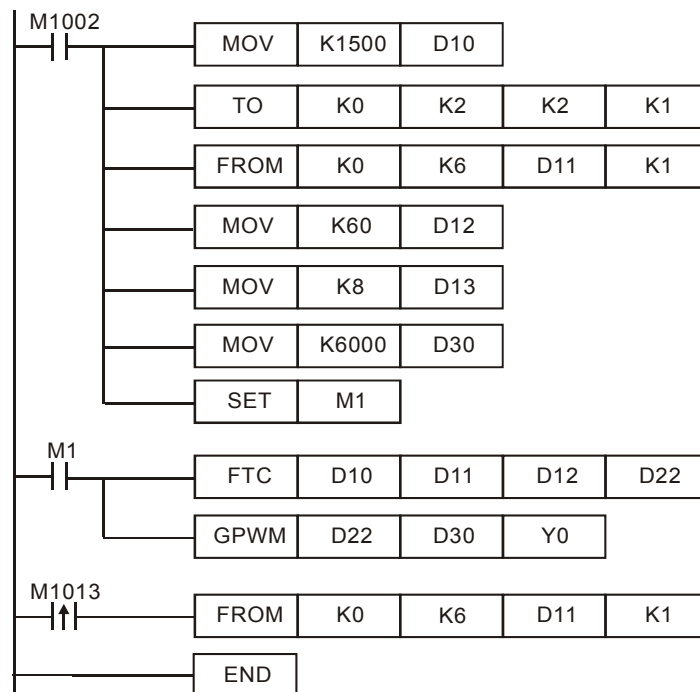 M1002
MOV K1500 D10
TO K0 K2 K2 K1
FROM K0 K6 D11 K1
MOV K60 D12
MOV K8 D13
MOV K6000 D30
SET M1
M1
FTC D10 D11 D12 D22
GPWM D22 D30 Y0
M1013
FROM K0 K6 D11 K1
END